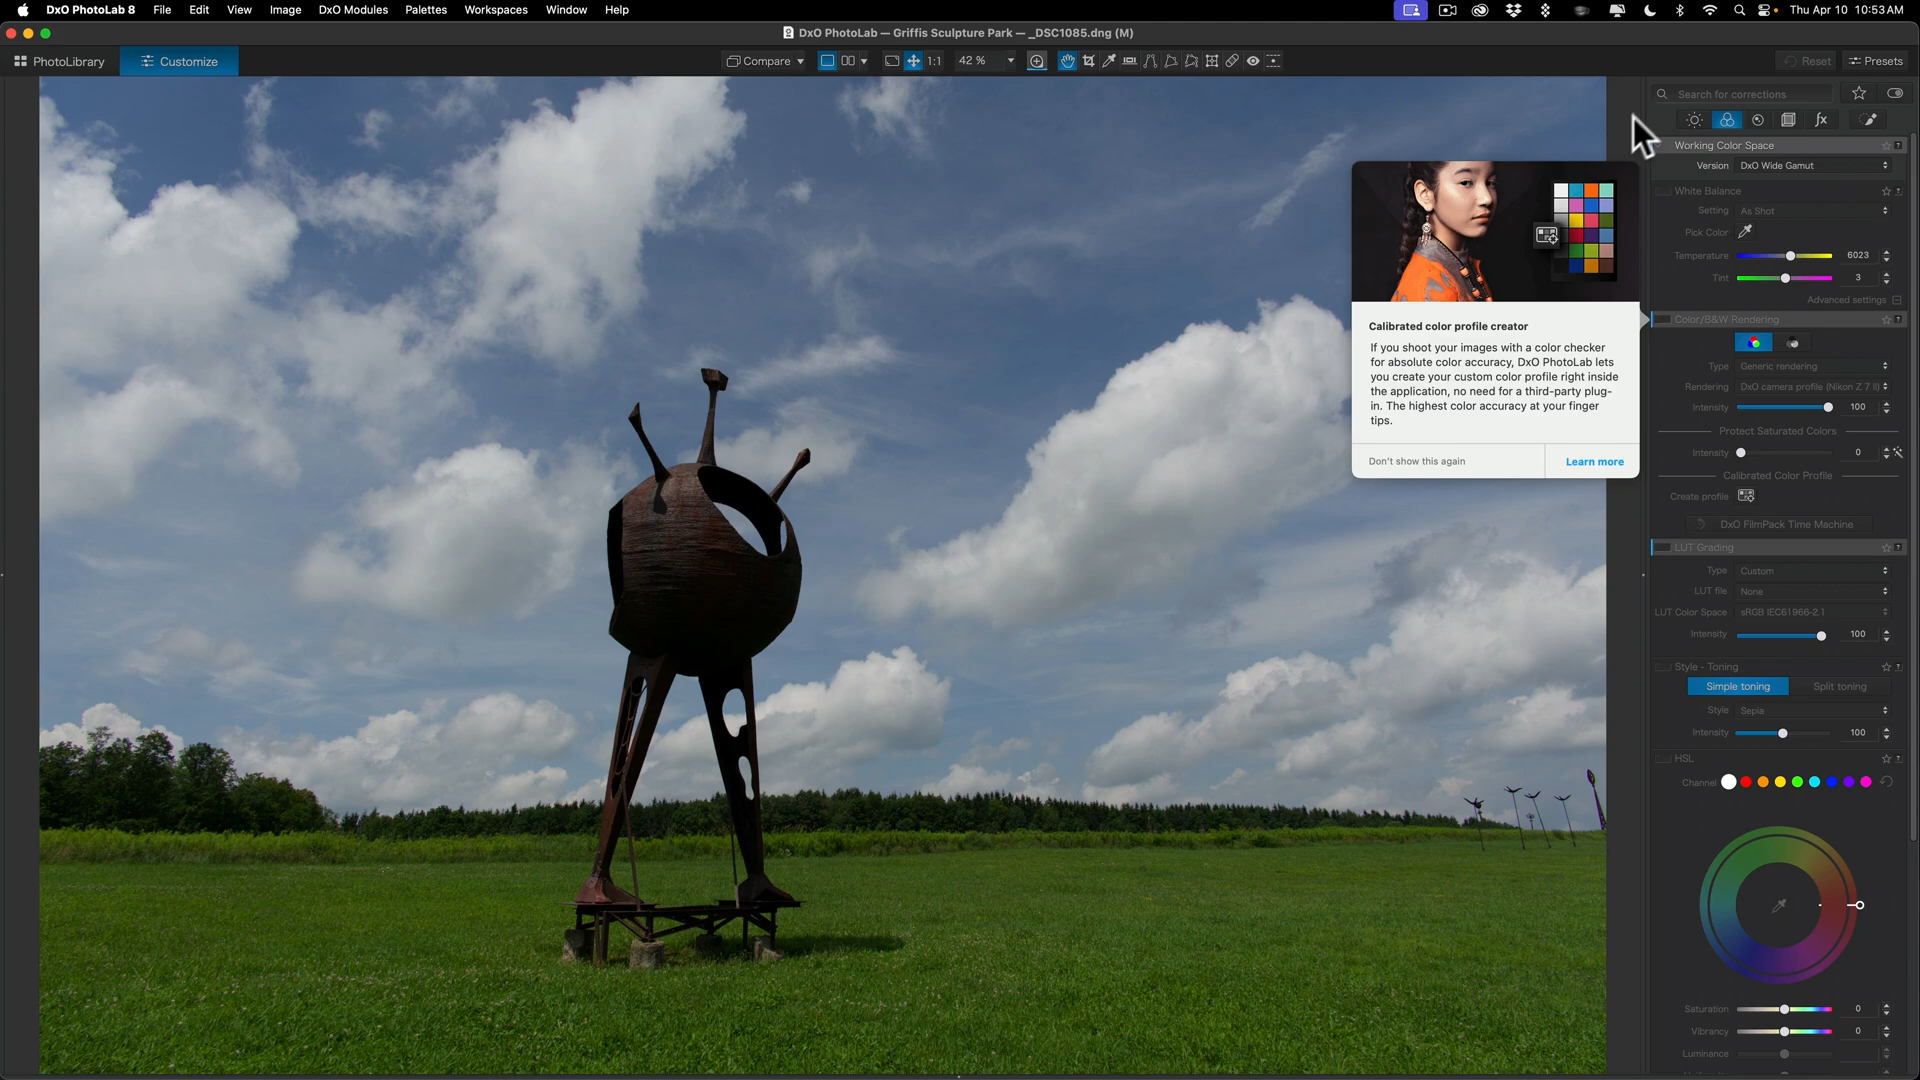 DxO PhotoLab 8 File Edit View Image DxO Modules Palettes Workspaces Window Help Thu Apr 10 10:53 AM
DxO PhotoLab — Griffis Sculpture Park — _DSC1085.dng (M)
PhotoLibrary Customize Compare 1:1 42 % Reset Presets
Search for corrections
fx
Working Color Space
Version DxO Wide Gamut
White Balance
Setting As Shot
Pick Color
Temperature 6023
Tint 3
Advanced settings
Color/B&W Rendering
Type Generic rendering
Rendering DxO camera profile (Nikon Z 7 II)
Intensity 100
Protect Saturated Colors
Intensity 0
Calibrated Color Profile
Create profile
DxO FilmPack Time Machine
LUT Grading
Type Custom
LUT file None
LUT Color Space sRGB IEC61966-2.1
Intensity 100
Style - Toning
Simple toning Split toning
Style Sepia
Intensity 100
HSL
Channel
Saturation 0
Vibrancy 0
Luminance
Calibrated color profile creator
If you shoot your images with a color checker
for absolute color accuracy, DxO PhotoLab lets
you create your custom color profile right inside
the application, no need for a third-party plug-
in. The highest color accuracy at your finger
tips.
Don't show this again Learn more